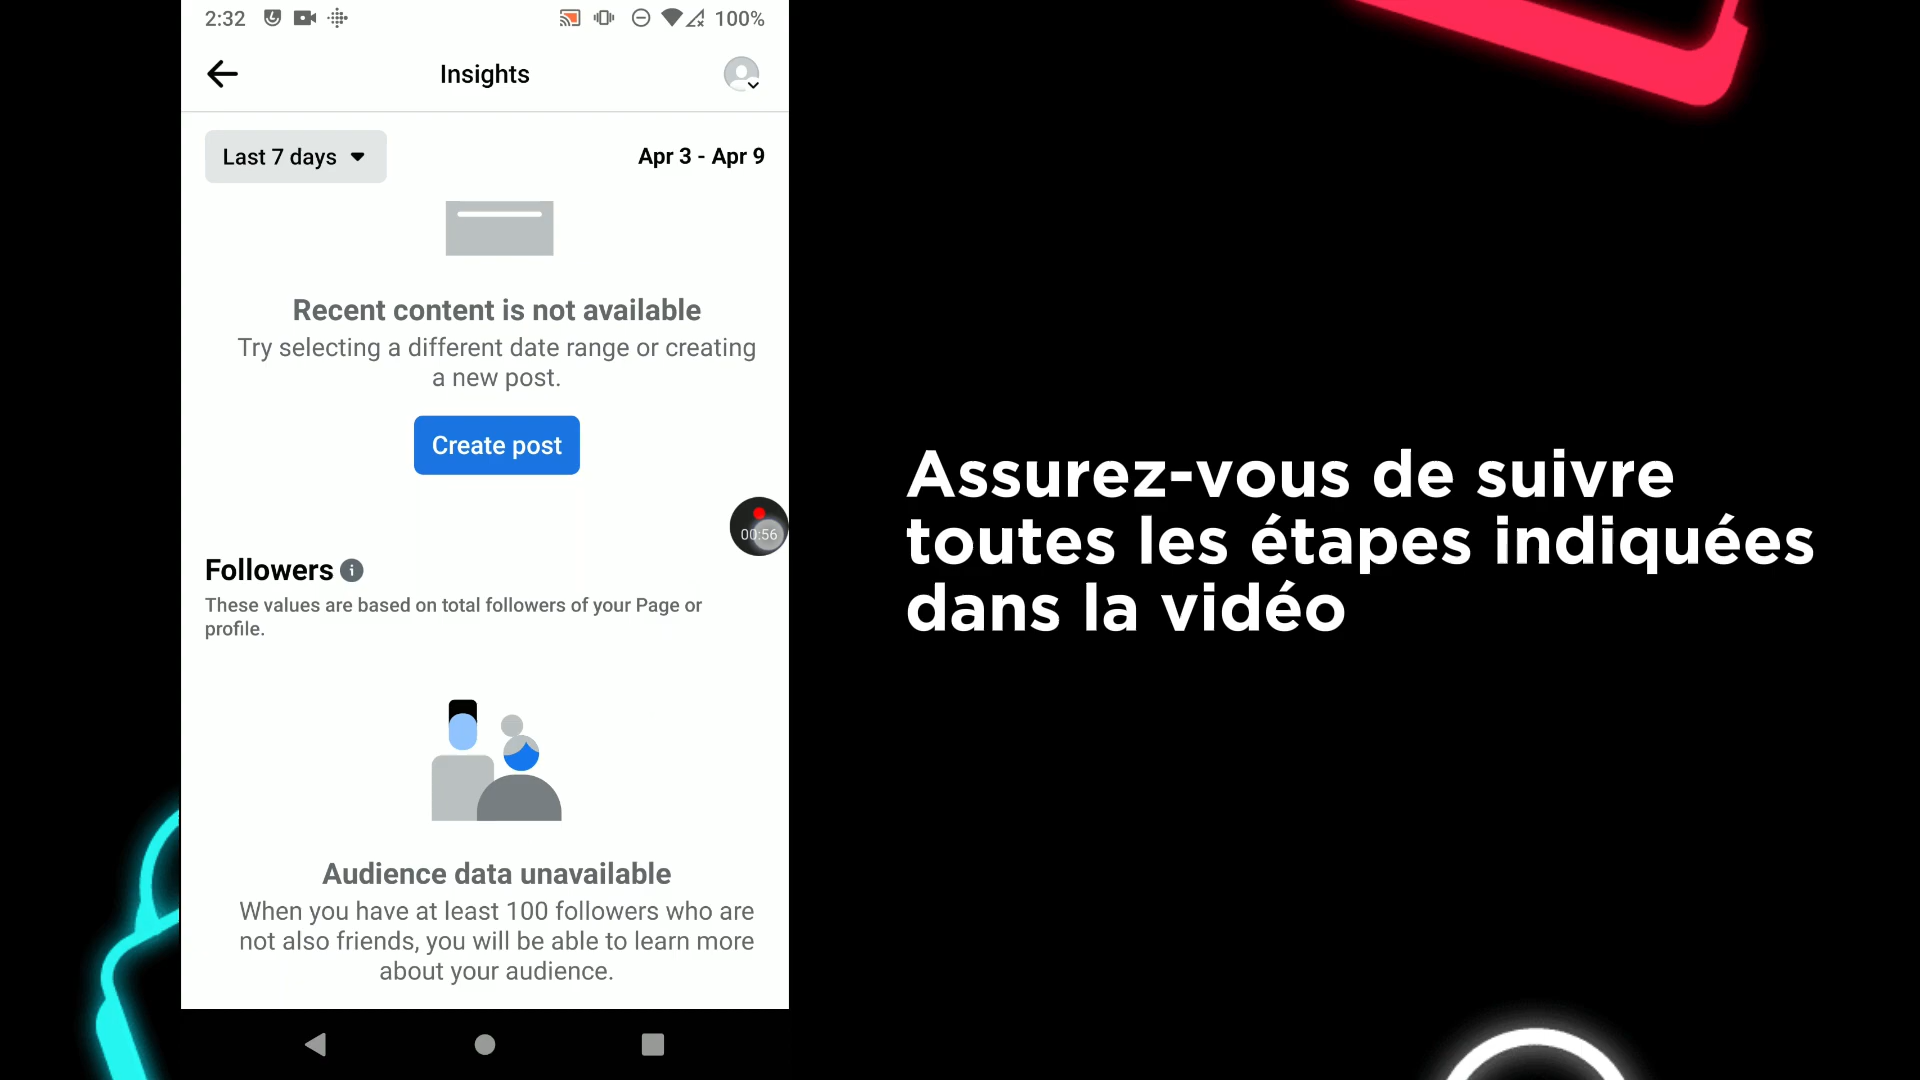 2:32
100%
Insights
Last 7 days
Apr 3 - Apr 9
Recent content is not available
Try selecting a different date range or creating
a new post.
Create post
00:56
Followers
These values are based on total followers of your Page or
profile.
Audience data unavailable
When you have at least 100 followers who are
not also friends, you will be able to learn more
about your audience.
Assurez-vous de suivre
toutes les étapes indiquées
dans la vidéo